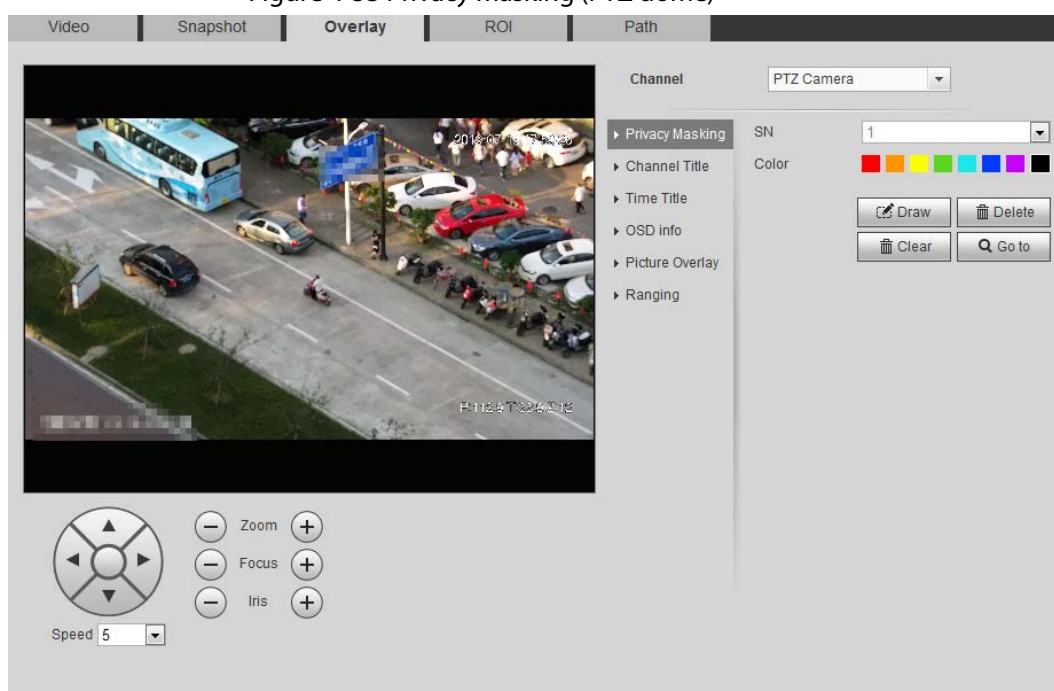 Video Snapshot Overlay ROI Path
Channel PTZ Camera
Privacy Masking
Channel Title
Time Title
OSD info
Picture Overlay
Ranging
SN 1
Color
Draw Delete
Clear Go to
Zoom
Focus
Iris
Speed 5